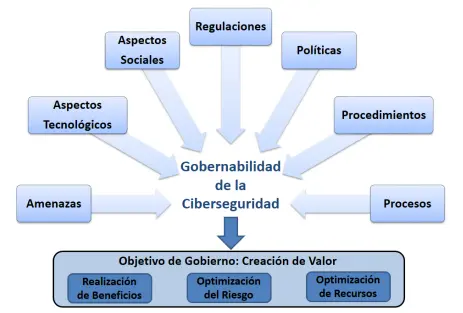 Regulaciones
Aspectos
Sociales
Políticas
Aspectos
Tecnológicos
Procedimientos
Gobernabilidad
de la
Ciberseguridad
Amenazas
Procesos
Objetivo de Gobierno: Creación de Valor
Realización
de Beneficios
Optimización
del Riesgo
Optimización
de Recursos